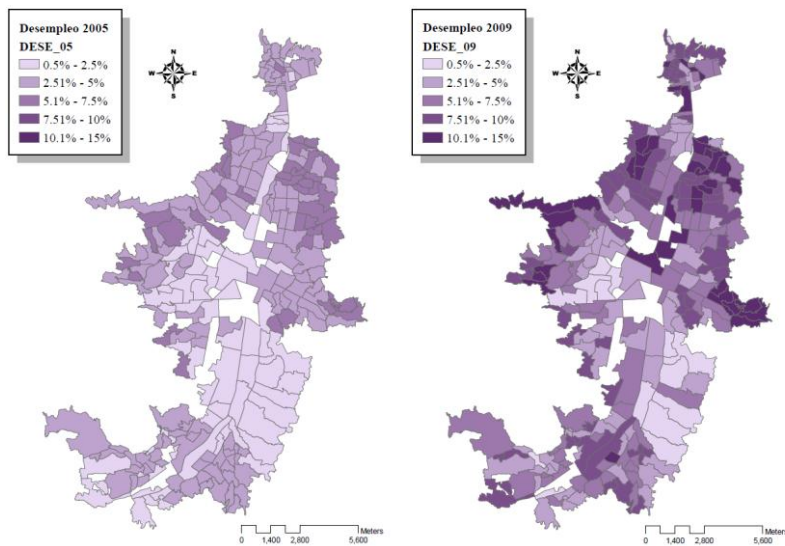 Desempleo 2005
DESE_05
0.5% - 2.5%
2.51% - 5%
5.1% - 7.5%
7.51% - 10%
10.1% - 15%
N
W E
S
Meters
0 1,400 2,800 5,600
Desempleo 2009
DESE_09
0.5% - 2.5%
2.51% - 5%
5.1% - 7.5%
7.51% - 10%
10.1% - 15%
N
W E
S
Meters
0 1,400 2,800 5,600